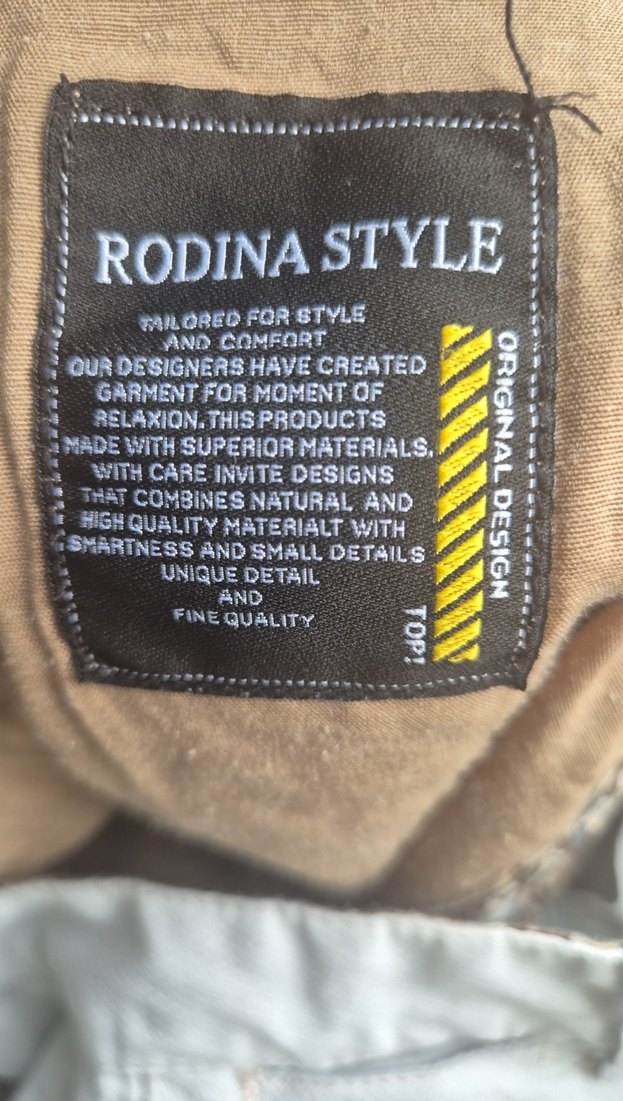 RODINA STYLE
TAILORED FOR STYLE
AND COMFORT
OUR DESIGNERS HAVE CREATED
GARMENT FOR MOMENT OF
RELAXION.THIS PRODUCTS
MADE WITH SUPERIOR MATERIALS.
WITH CARE INVITE DESIGNS
THAT COMBINES NATURAL AND
HIGH QUALITY MATERIALT WITH
SMARTNESS AND SMALL DETAILS
UNIQUE DETAIL
AND
FINE QUALITY
ORIGINAL DESIGN
TOP!